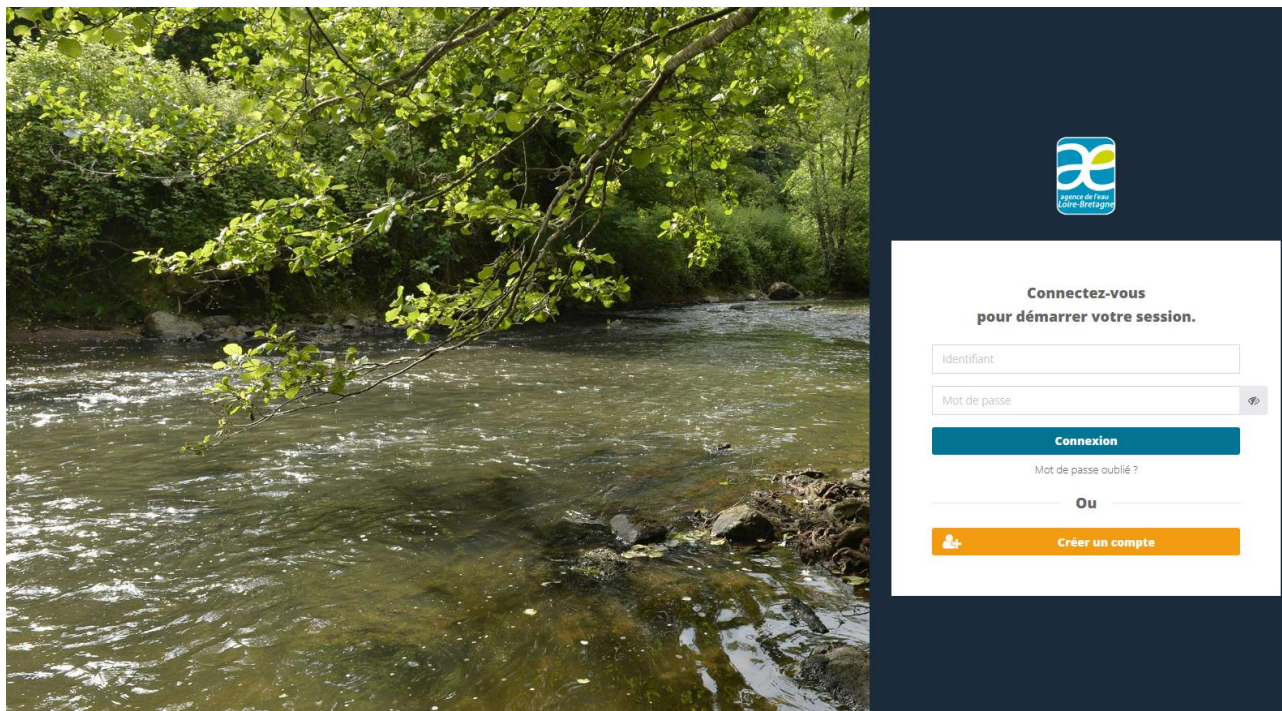 agence de l'eau
Loire-Bretagne
Connectez-vous
pour démarrer votre session.
Identifiant
Mot de passe
Connexion
Mot de passe oublié ?
Ou
Créer un compte